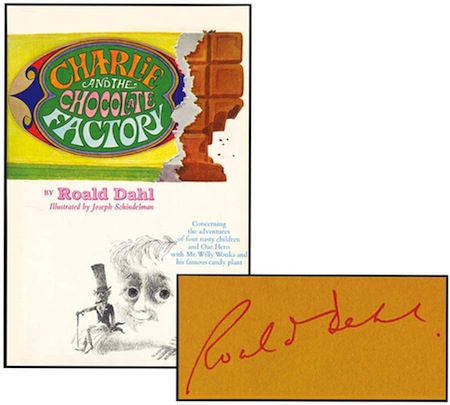 CHARLIE
AND THE
CHOCOLATE
FACTORY
BY Roald Dahl
Illustrated by Joseph Schindelman
Concerning
the adventures
of four nasty children
and Our Hero
with Mr. Willy Wonka and
his famous candy plant
Roald Dahl.